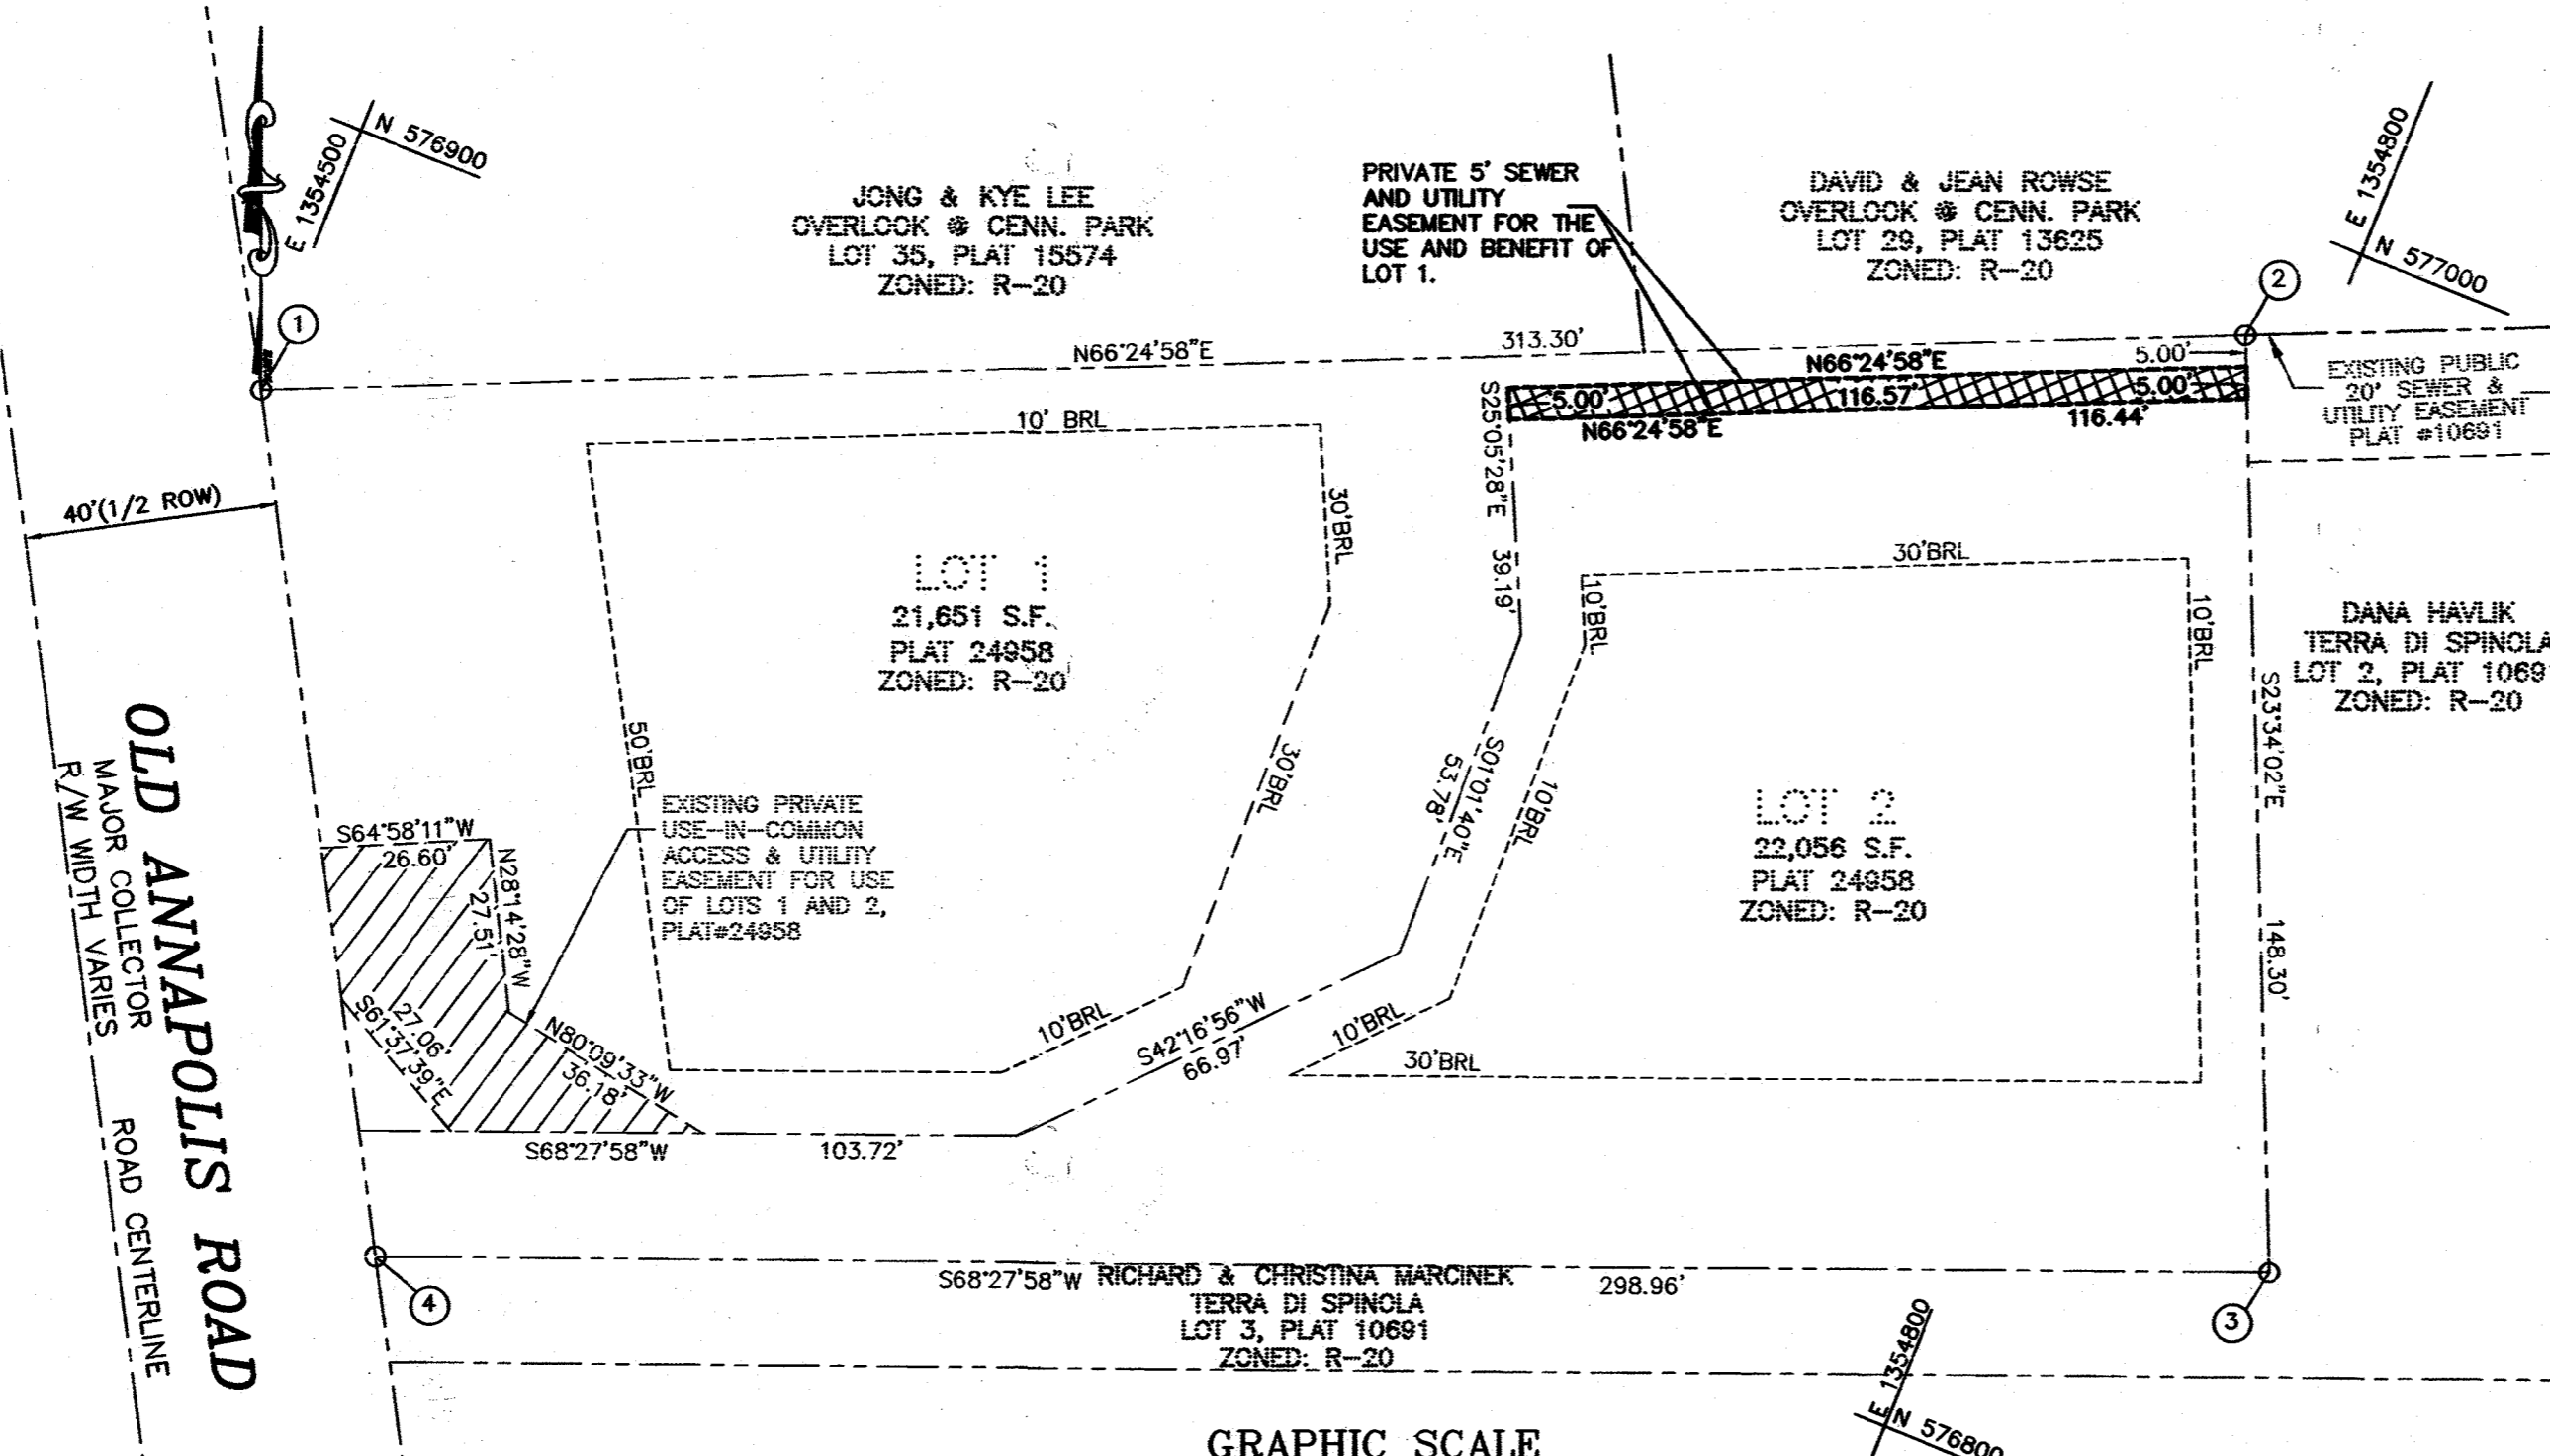 E 1354500
N 576900
JONG & KYE LEE
OVERLOOK @ CENN. PARK
LOT 35, PLAT 15574
ZONED: R-20
PRIVATE 5' SEWER
AND UTILITY
EASEMENT FOR THE
USE AND BENEFIT OF
LOT 1.
DAVID & JEAN ROWSE
OVERLOOK @ CENN. PARK
LOT 29, PLAT 13625
ZONED: R-20
E 1354800
N 577000
1
2
N66°24'58"E
313.30'
N66°24'58"E
5.00'
5.00'
116.57'
5.00'
N66°24'58"E
116.44'
EXISTING PUBLIC
20' SEWER &
UTILITY EASEMENT
PLAT #10691
10' BRL
S25°05'28"E 39.19'
40'(1/2 ROW)
30'BRL
LOT 1
21,651 S.F.
PLAT 24958
ZONED: R-20
30'BRL
10'BRL
10'BRL
DANA HAVLIK
TERRA DI SPINOLA
LOT 2, PLAT 10691
ZONED: R-20
S23°34'02"E
148.30'
50'BRL
30'BRL
S01°01'40"E
53.78'
10'BRL
LOT 2
22,056 S.F.
PLAT 24958
ZONED: R-20
EXISTING PRIVATE
USE-IN-COMMON
ACCESS & UTILITY
EASEMENT FOR USE
OF LOTS 1 AND 2,
PLAT#24958
S64°58'11"W
26.60'
N28°14'28"W
27.51'
27.06'
S61°37'39"E
N80°09'33"W
36.18'
10'BRL
S42°16'56"W
66.97'
10'BRL
30'BRL
S68°27'58"W
103.72'
OLD ANNAPOLIS ROAD
MAJOR COLLECTOR
R/W WIDTH VARIES
ROAD CENTERLINE
4
3
S68°27'58"W
298.96'
RICHARD & CHRISTINA MARCINEK
TERRA DI SPINOLA
LOT 3, PLAT 10691
ZONED: R-20
E 1354800
N 576800
GRAPHIC SCALE